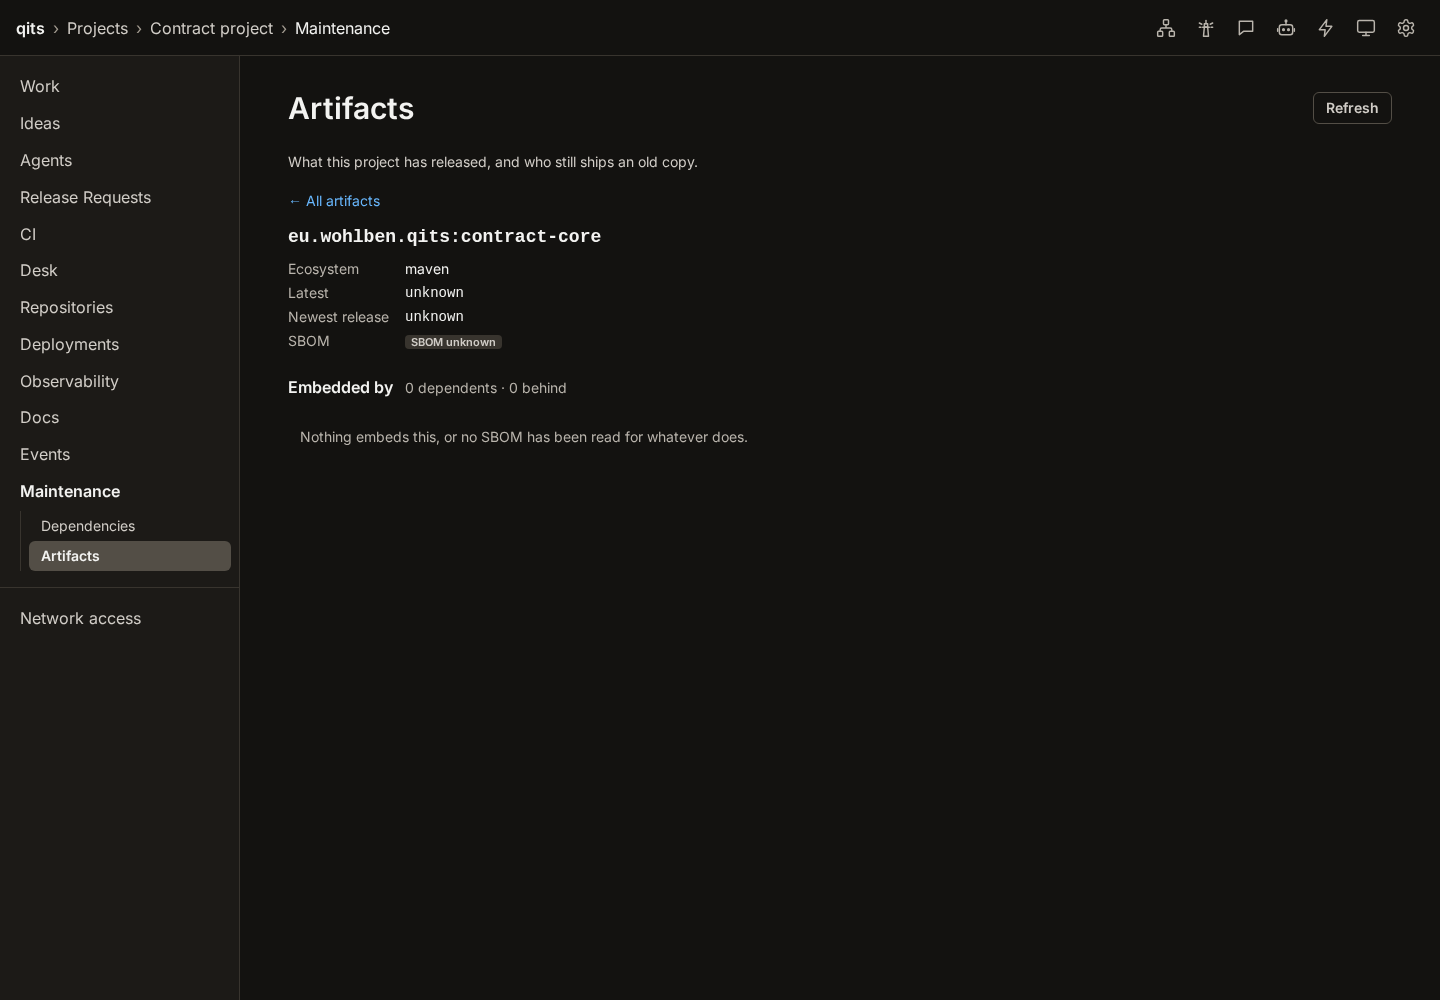 qits › Projects › Contract project › Maintenance
Work
Ideas
Agents
Release Requests
CI
Desk
Repositories
Deployments
Observability
Docs
Events
Maintenance
Dependencies
Artifacts
Network access
Artifacts
Refresh
What this project has released, and who still ships an old copy.
← All artifacts
eu.wohlben.qits:contract-core
Ecosystem maven
Latest unknown
Newest release unknown
SBOM SBOM unknown
Embedded by 0 dependents · 0 behind
Nothing embeds this, or no SBOM has been read for whatever does.